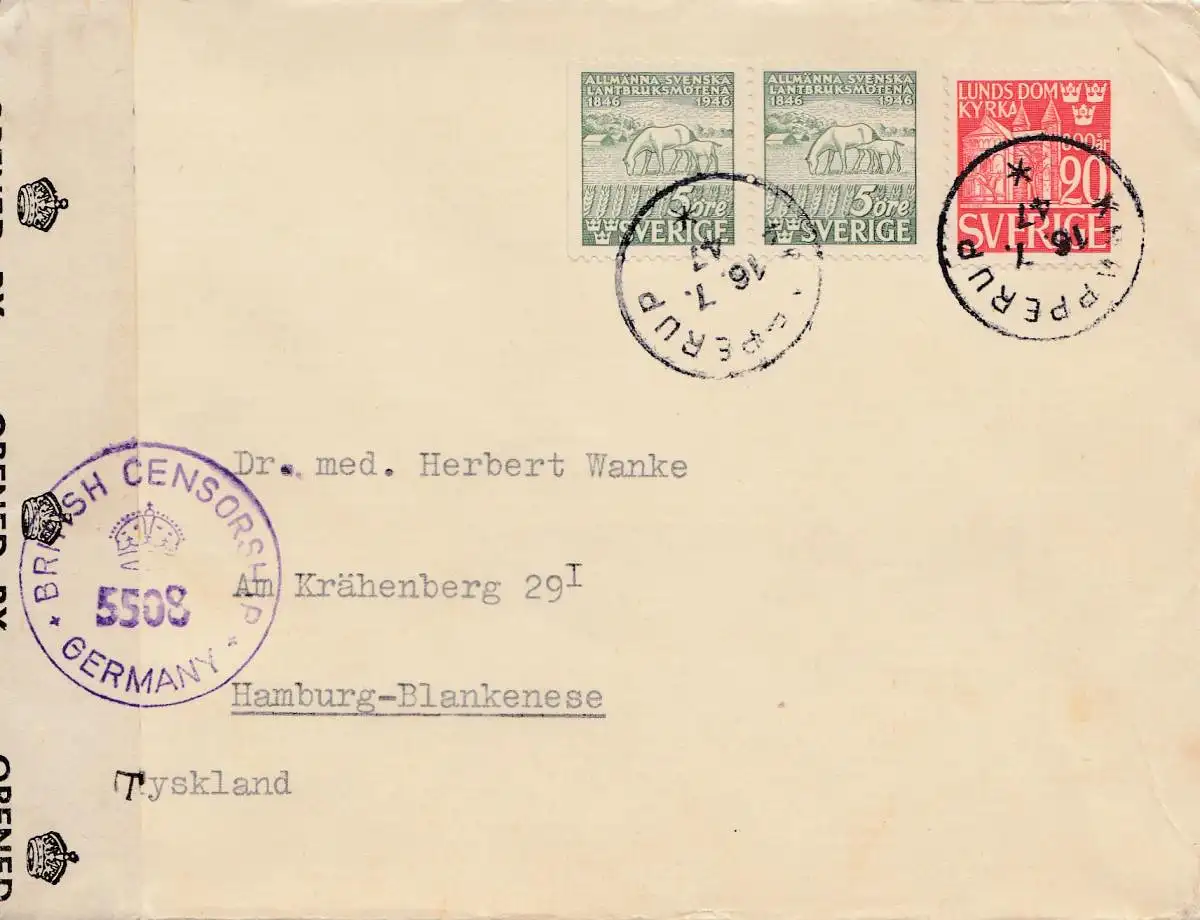 ALLMÄNNA SVENSKA
LANTBRUKSMÖTENA
1846 1946
5 öre
SVERIGE
ALLMÄNNA SVENSKA
LANTBRUKSMÖTENA
1846 1946
5 öre
SVERIGE
LUNDS DOM
KYRKA
800 år
20
SVERIGE
16. 7.
47
16. 7.
47
OPENED BY
OPENED BY
OPENED
BRITISH CENSORSHIP
5508
GERMANY
Dr. med. Herbert Wanke
Am Krähenberg 29I
Hamburg-Blankenese
Tyskland